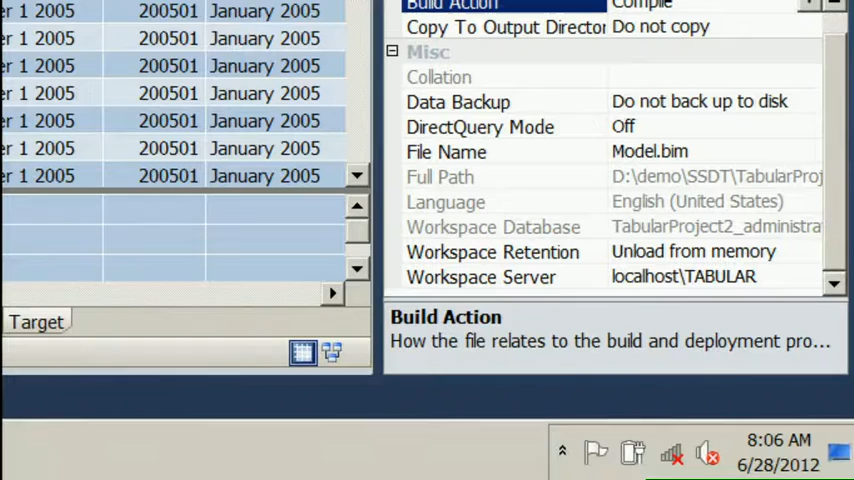 er 1 2005 200501 January 2005
er 1 2005 200501 January 2005
er 1 2005 200501 January 2005
er 1 2005 200501 January 2005
er 1 2005 200501 January 2005
er 1 2005 200501 January 2005
er 1 2005 200501 January 2005
Target
Build Action Compile
Copy To Output Director Do not copy
Misc
Collation
Data Backup Do not back up to disk
DirectQuery Mode Off
File Name Model.bim
Full Path D:\demo\SSDT\TabularProj
Language English (United States)
Workspace Database TabularProject2_administra
Workspace Retention Unload from memory
Workspace Server localhost\TABULAR
Build Action
How the file relates to the build and deployment pro...
8:06 AM
6/28/2012